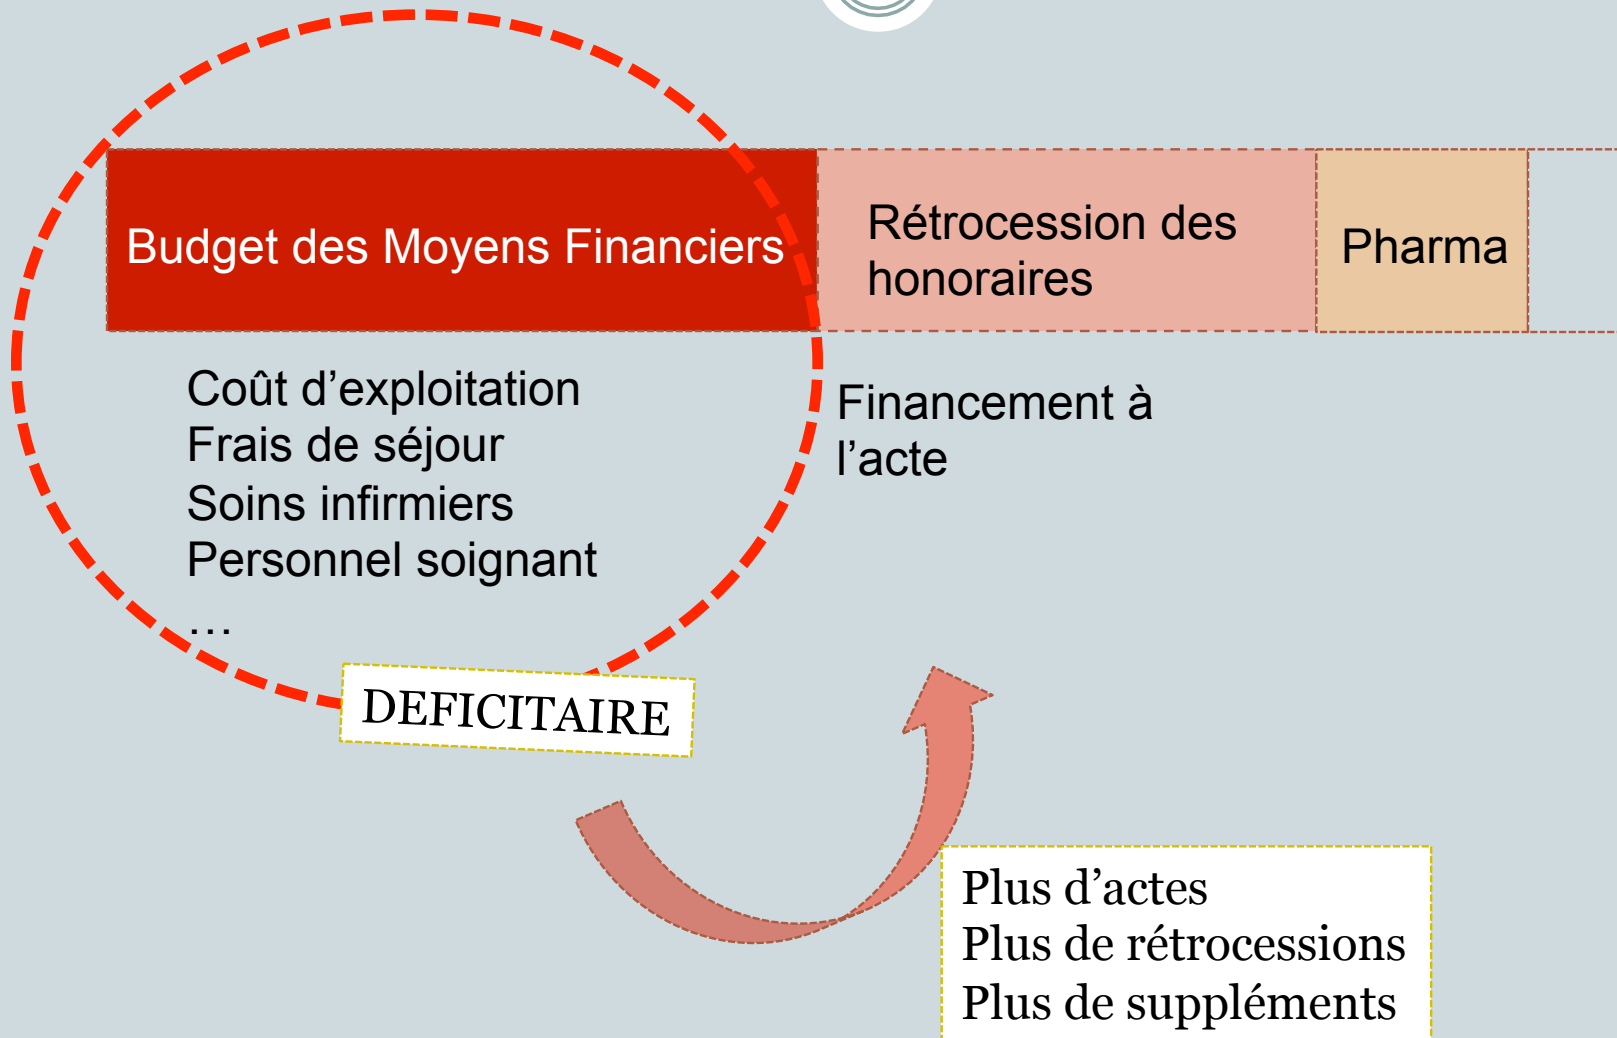 Budget des Moyens Financiers
Rétrocession des
honoraires
Pharma
Coût d’exploitation
Frais de séjour
Soins infirmiers
Personnel soignant
…
Financement à
l’acte
DEFICITAIRE
Plus d’actes
Plus de rétrocessions
Plus de suppléments